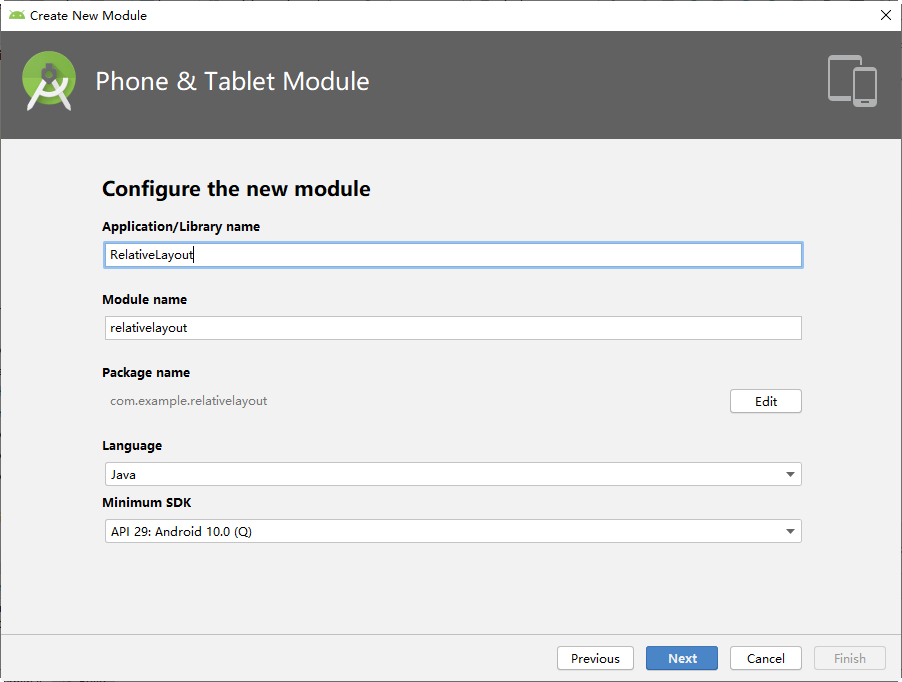 Create New Module
Phone & Tablet Module
Configure the new module
Application/Library name
RelativeLayout
Module name
relativelayout
Package name
com.example.relativelayout
Edit
Language
Java
Minimum SDK
API 29: Android 10.0 (Q)
Previous
Next
Cancel
Finish